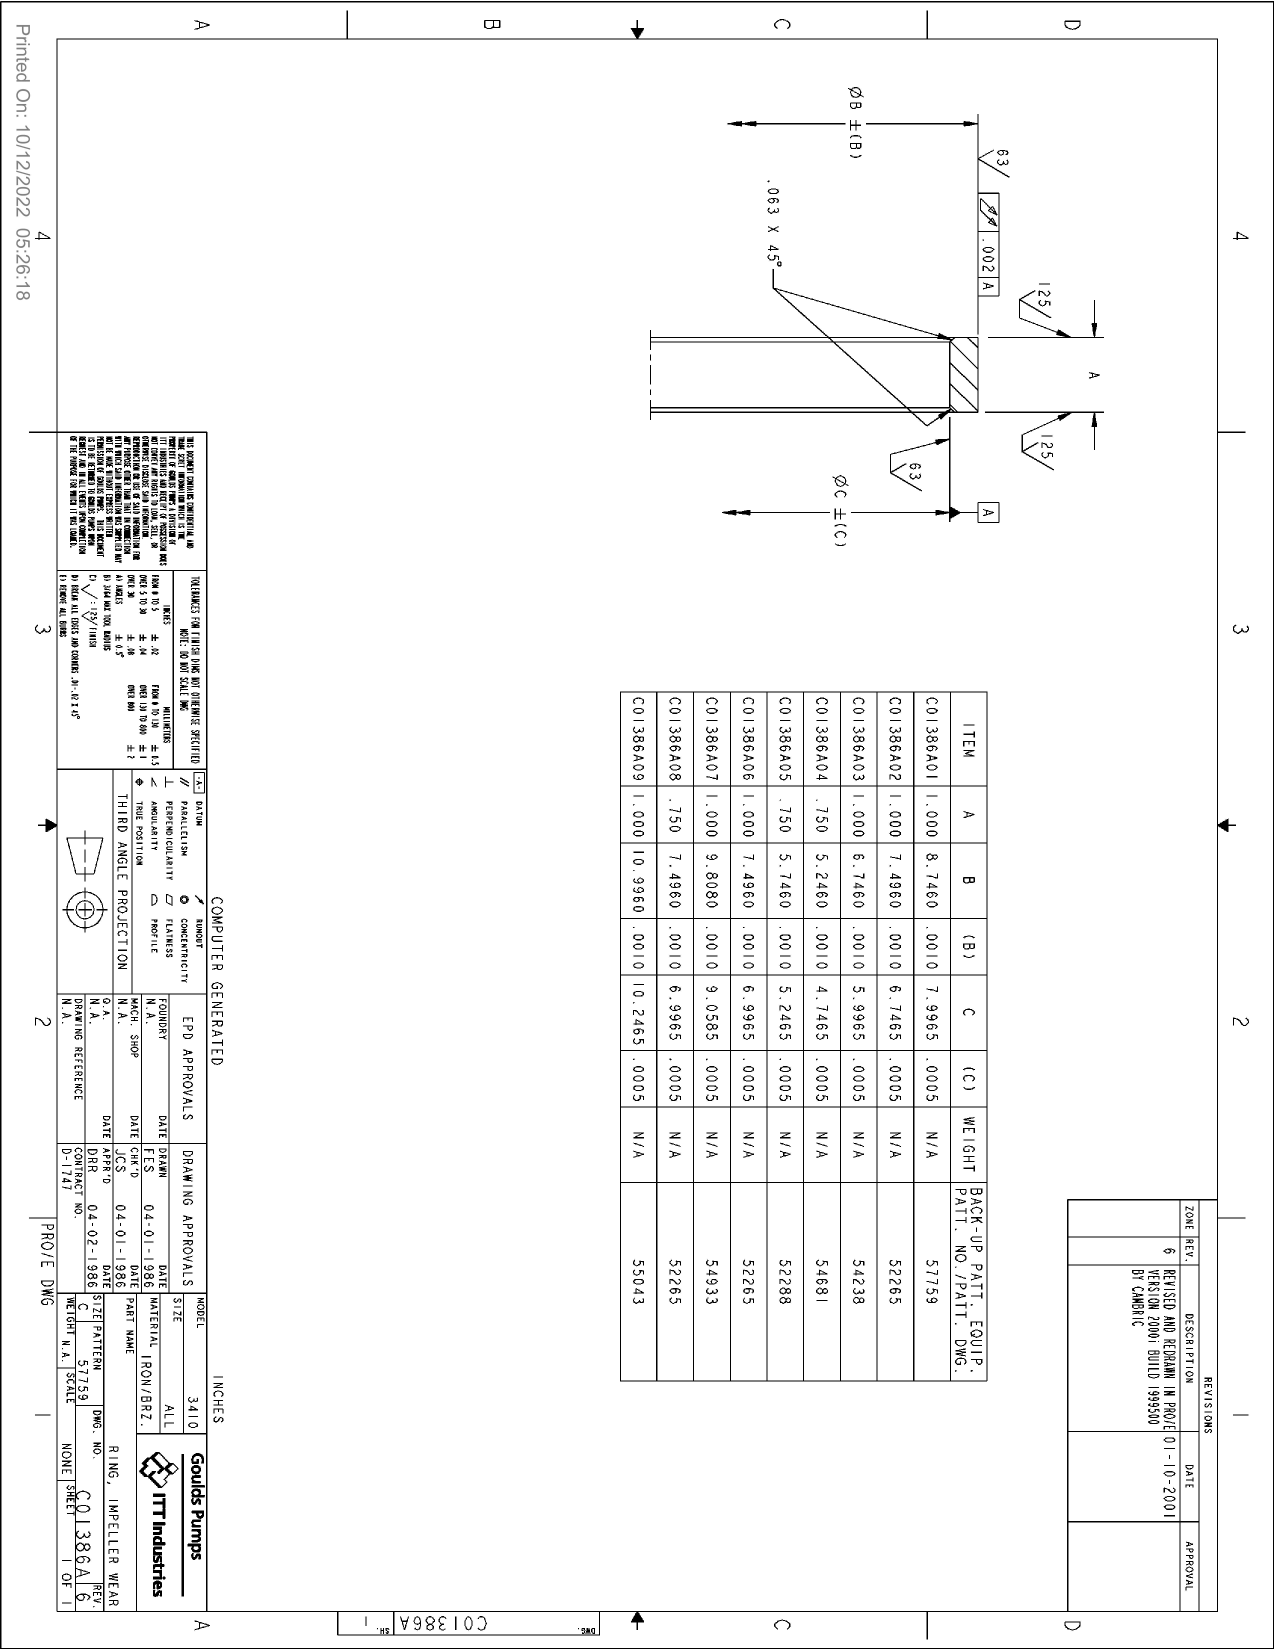 Printed On: 10/12/2022 05:26:18
D
C
B
A
4
3
2
1
REVISIONS
ZONE REV. DESCRIPTION DATE APPROVAL
6 REVISED AND REDRAWN IN PRO/E 01-10-2001
VERSION 2000i BUILD 1999500
BY CAMBRIC
ØB ±(B)
63
.002 A
125
A
125
.063 X 45°
63
ØC ±(C)
A
ITEM A B (B) C (C) WEIGHT BACK-UP PATT. EQUIP. PATT. NO./PATT. DWG.
C01386A01 1.000 8.7460 .0010 7.9965 .0005 N/A 57759
C01386A02 1.000 7.4960 .0010 6.7465 .0005 N/A 52265
C01386A03 1.000 6.7460 .0010 5.9965 .0005 N/A 54238
C01386A04 .750 5.2460 .0010 4.7465 .0005 N/A 54681
C01386A05 .750 5.7460 .0010 5.2465 .0005 N/A 52288
C01386A06 1.000 7.4960 .0010 6.9965 .0005 N/A 52265
C01386A07 1.000 9.8080 .0010 9.0585 .0005 N/A 54933
C01386A08 .750 7.4960 .0010 6.9965 .0005 N/A 52265
C01386A09 1.000 10.9960 .0010 10.2465 .0005 N/A 55043
COMPUTER GENERATED
INCHES
THIS DOCUMENT CONTAINS CONFIDENTIAL AND
TRADE SECRET INFORMATION WHICH IS THE
PROPERTY OF GOULDS PUMPS A DIVISION OF
ITT INDUSTRIES AND RECEIPT OF POSSESSION DOES
NOT CONVEY ANY RIGHTS TO LOAN, SELL, OR
OTHERWISE DISCLOSE SAID INFORMATION.
REPRODUCTION OR USE OF SAID INFORMATION FOR
ANY PURPOSE OTHER THAN THAT IN CONNECTION
WITH WHICH SAID INFORMATION WAS SUPPLIED MAY
NOT BE MADE WITHOUT EXPRESS WRITTEN
PERMISSION OF GOULDS PUMPS. THIS DOCUMENT
IS TO BE RETURNED TO GOULDS PUMPS UPON
REQUEST AND IN ALL EVENTS UPON COMPLETION
OF THE PURPOSE FOR WHICH IT WAS LOANED.
TOLERANCES FOR FINISH DIMS NOT OTHERWISE SPECIFIED
NOTE: DO NOT SCALE DWG
INCHES MILLIMETERS
FROM 0 TO 5 ± .02 FROM 0 TO 130 ± 0.5
OVER 5 TO 30 ± .04 OVER 130 TO 800 ± 1
OVER 30 ± .08 OVER 800 ± 2
A) ANGLES ± 0.5°
B) 3/64 MAX TOOL RADIUS
C) : 125/ FINISH
D) BREAK ALL EDGES AND CORNERS .01-.02 X 45°
E) REMOVE ALL BURRS
-A- DATUM RUNOUT
PARALLELISM CONCENTRICITY
PERPENDICULARITY FLATNESS
ANGULARITY PROFILE
TRUE POSITION
THIRD ANGLE PROJECTION
EPD APPROVALS
FOUNDRY DATE
N.A.
MACH. SHOP DATE
N.A.
Q.A. DATE
N.A.
DRAWING REFERENCE
N.A.
DRAWING APPROVALS
DRAWN DATE
FES 04-01-1986
CHK'D DATE
JCS 04-01-1986
APPR'D DATE
DRR 04-02-1986
CONTRACT NO.
D-1747
MODEL 3410
SIZE ALL
MATERIAL IRON/BRZ.
Goulds Pumps
ITT Industries
PART NAME RING, IMPELLER WEAR
SIZE PATTERN DWG. NO. REV.
C 57759 C01386A 6
WEIGHT N.A. SCALE NONE SHEET 1 OF 1
PRO/E DWG
DWG. C01386A SH. 1
D
C
A
4
3
2
1